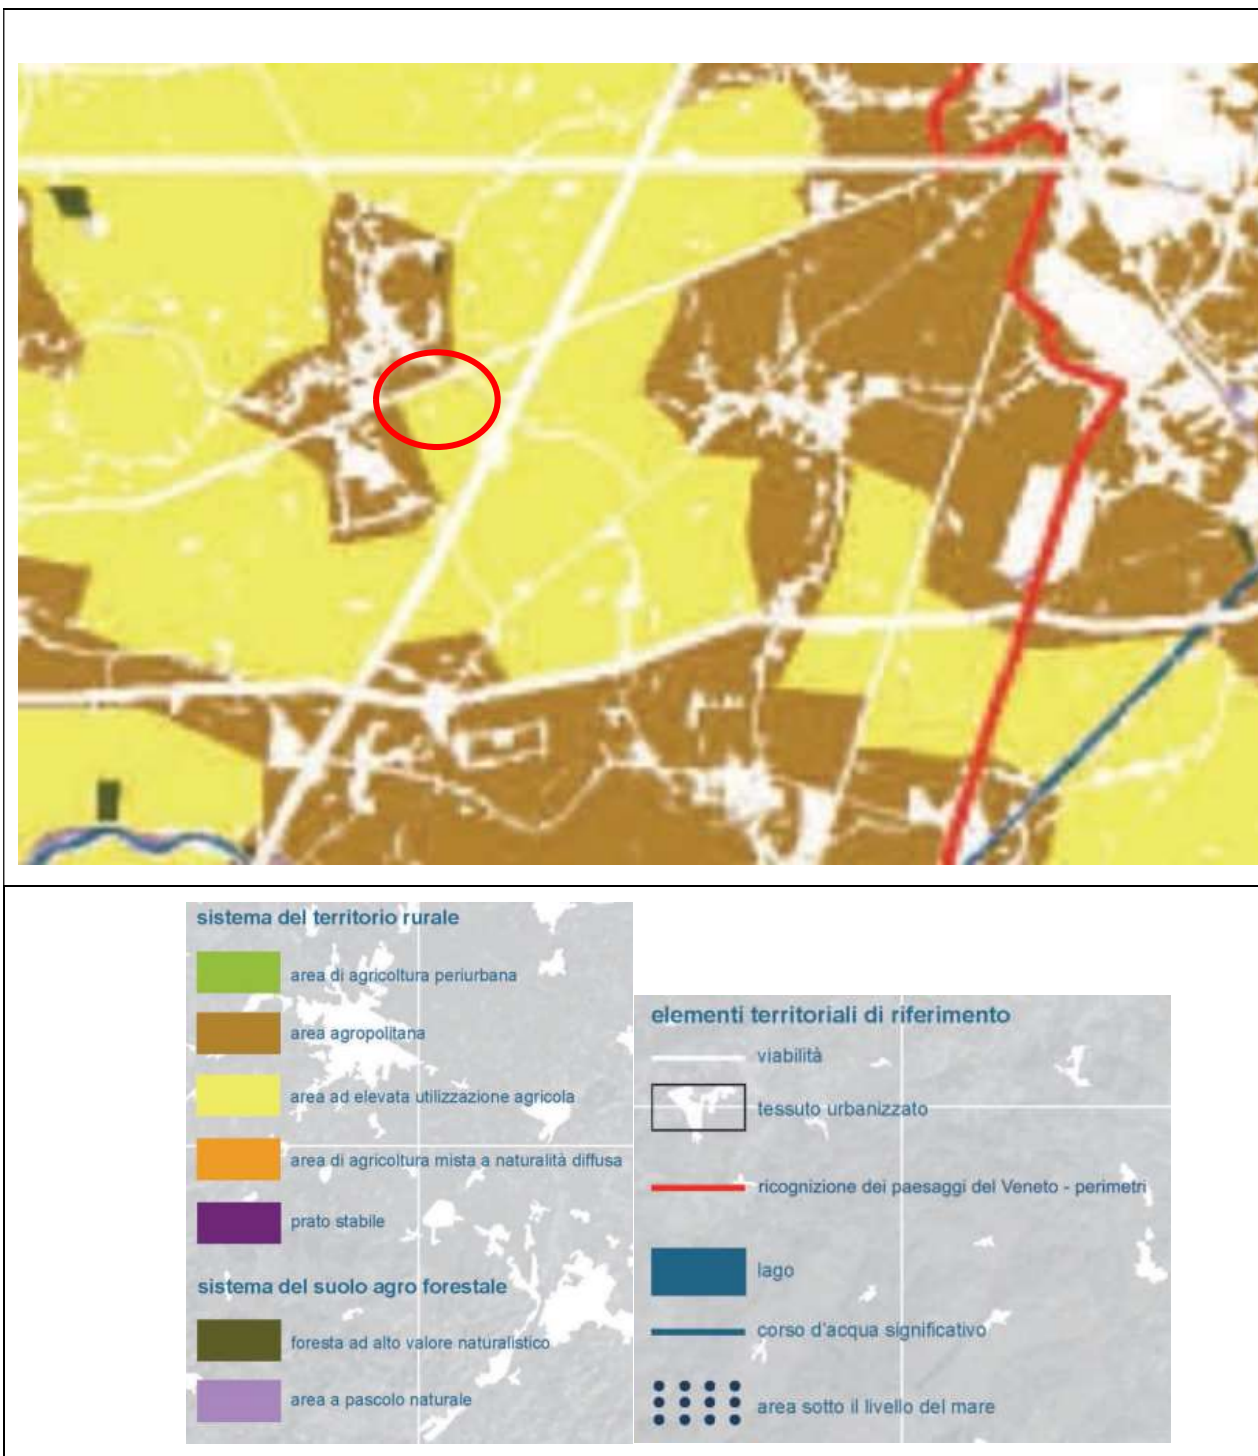 sistema del territorio rurale
area di agricoltura periurbana
area agropolitana
area ad elevata utilizzazione agricola
area di agricoltura mista a naturalità diffusa
prato stabile
sistema del suolo agro forestale
foresta ad alto valore naturalistico
area a pascolo naturale
elementi territoriali di riferimento
viabilità
tessuto urbanizzato
ricognizione dei paesaggi del Veneto - perimetri
lago
corso d'acqua significativo
area sotto il livello del mare